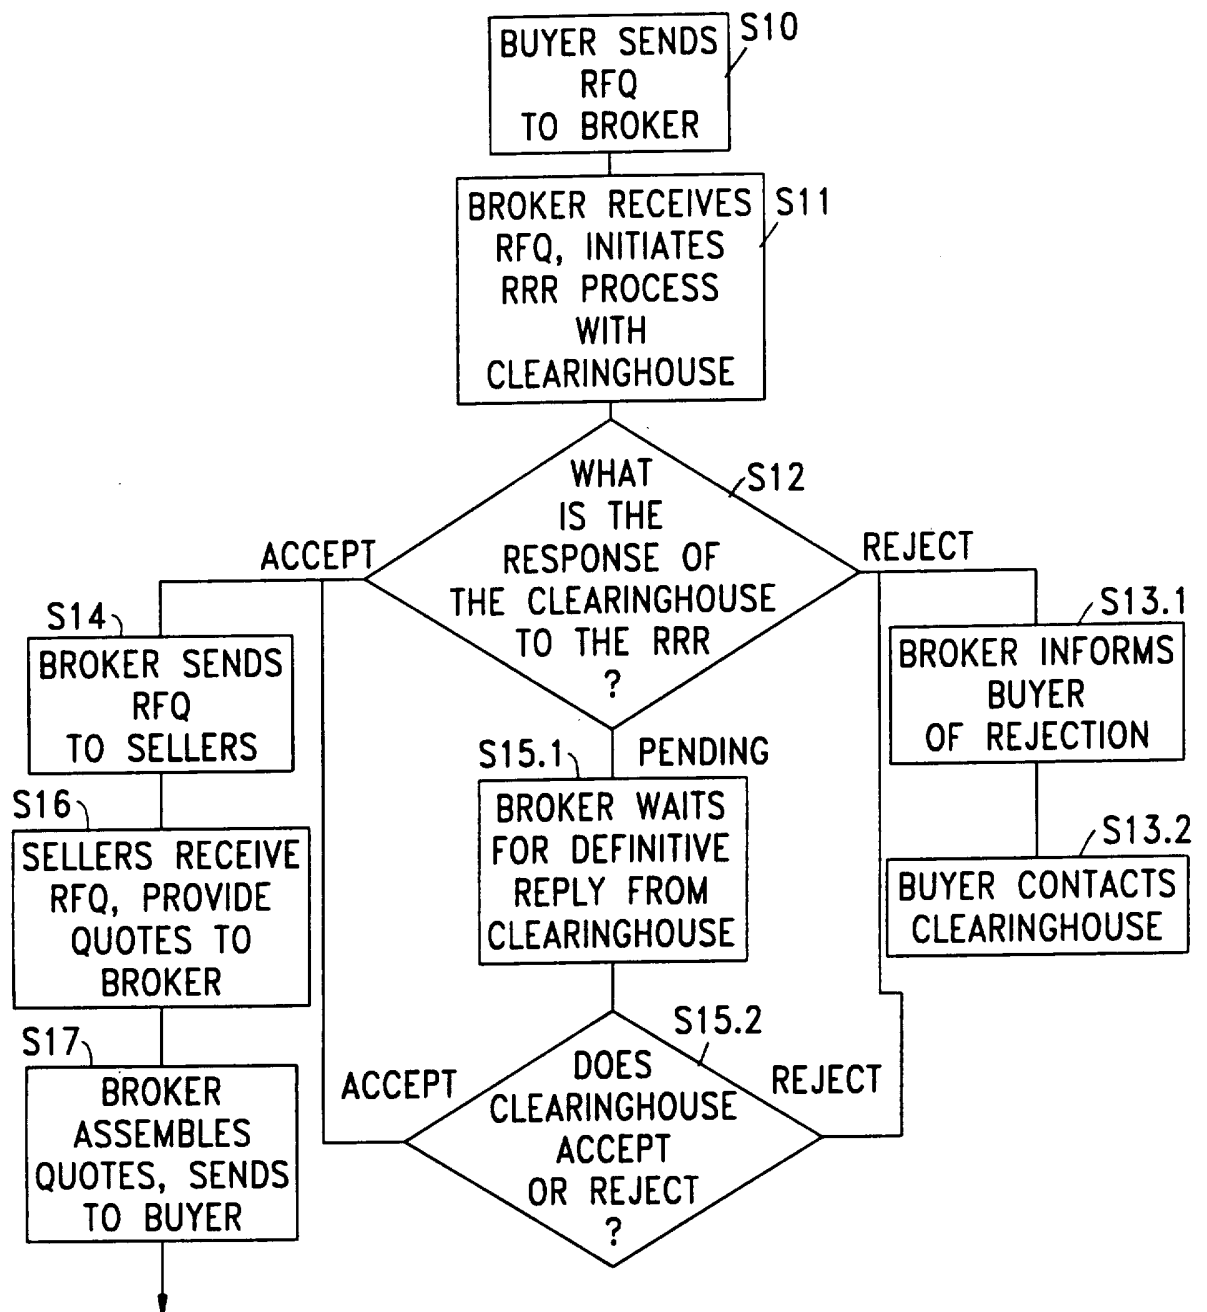 BUYER SENDS
RFQ
TO BROKER
S10
BROKER RECEIVES
RFQ, INITIATES
RRR PROCESS
WITH
CLEARINGHOUSE
S11
WHAT
IS THE
RESPONSE OF
THE CLEARINGHOUSE
TO THE RRR
?
S12
ACCEPT
REJECT
S14
BROKER SENDS
RFQ
TO SELLERS
S13.1
BROKER INFORMS
BUYER
OF REJECTION
S15.1
PENDING
BROKER WAITS
FOR DEFINITIVE
REPLY FROM
CLEARINGHOUSE
S16
SELLERS RECEIVE
RFQ, PROVIDE
QUOTES TO
BROKER
S13.2
BUYER CONTACTS
CLEARINGHOUSE
S17
BROKER
ASSEMBLES
QUOTES, SENDS
TO BUYER
S15.2
ACCEPT
DOES
CLEARINGHOUSE
ACCEPT
OR REJECT
?
REJECT